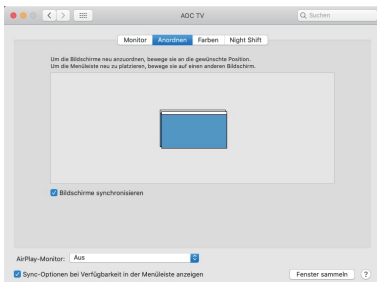 AOC TV
Suchen
Monitor
Anordnen
Farben
Night Shift
Um die Bildschirme neu anzuordnen, bewege sie an die gewünschte Position.
Um die Menüleiste neu zu platzieren, bewege sie auf einen anderen Bildschirm.
Bildschirme synchronisieren
AirPlay-Monitor: Aus
Sync-Optionen bei Verfügbarkeit in der Menüleiste anzeigen
Fenster sammeln
?